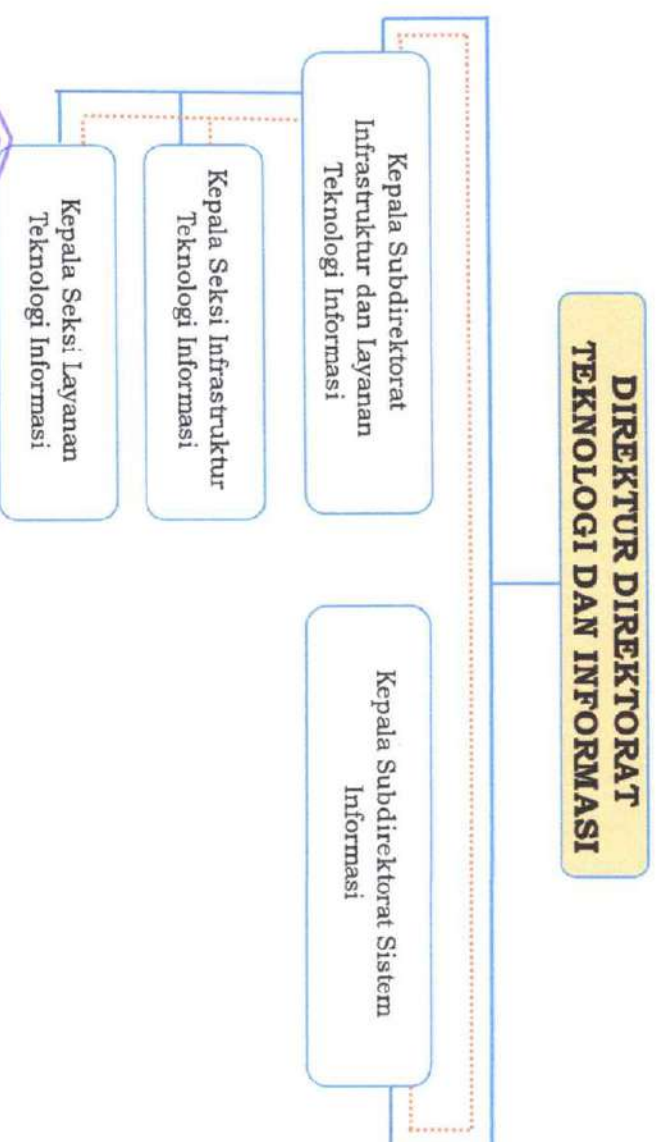 DIREKTUR DIREKTORAT
TEKNOLOGI DAN INFORMASI
Kepala Subdirektorat
Infrastruktur dan Layanan
Teknologi Informasi
Kepala Subdirektorat Sistem
Informasi
Kepala Seksi Infrastruktur
Teknologi Informasi
Kepala Seksi Layanan
Teknologi Informasi